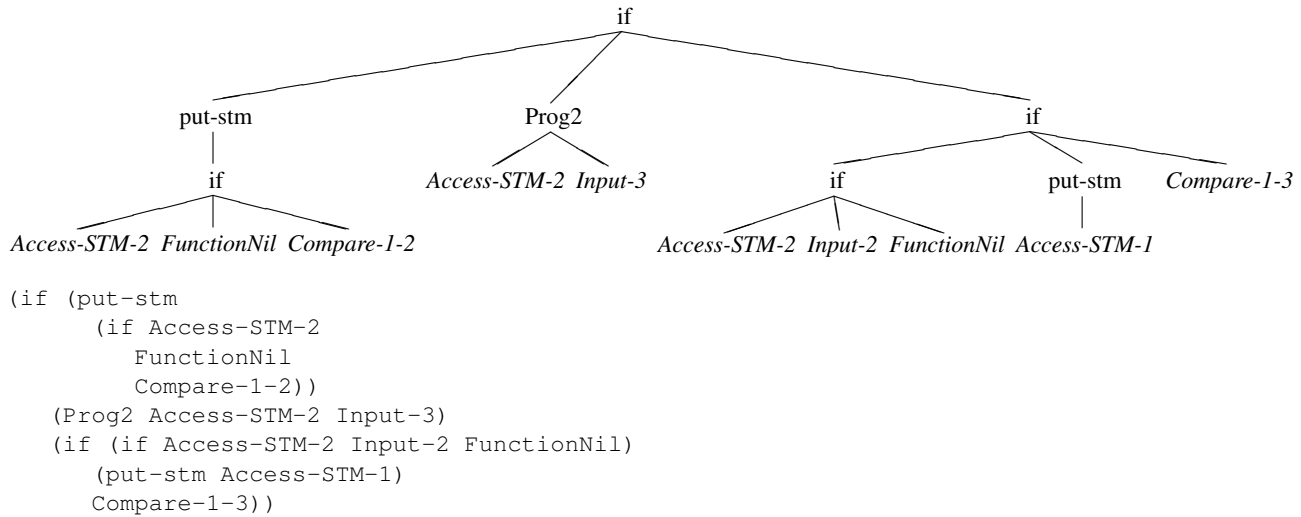 if
put-stm Prog2 if
if Access-STM-2 Input-3 if put-stm Compare-1-3
Access-STM-2 FunctionNil Compare-1-2 Access-STM-2 Input-2 FunctionNil Access-STM-1
(if (put-stm
(if Access-STM-2
FunctionNil
Compare-1-2))
(Prog2 Access-STM-2 Input-3)
(if (if Access-STM-2 Input-2 FunctionNil)
(put-stm Access-STM-1)
Compare-1-3))